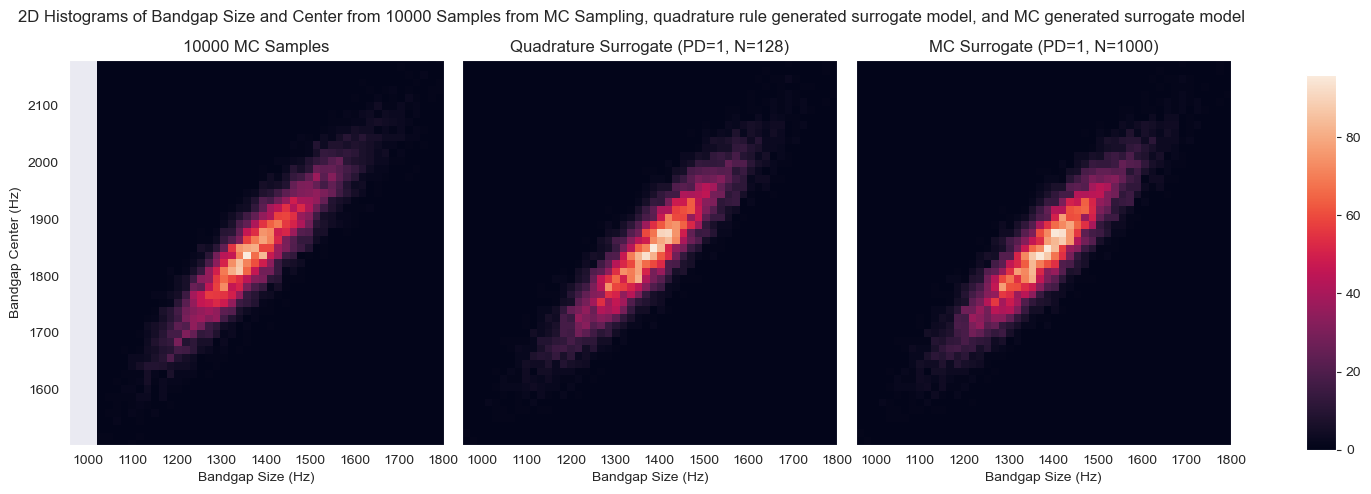 2D Histograms of Bandgap Size and Center from 10000 Samples from MC Sampling, quadrature rule generated surrogate model, and MC generated surrogate model
10000 MC Samples
Quadrature Surrogate (PD=1, N=128)
MC Surrogate (PD=1, N=1000)
Bandgap Center (Hz)
2100
2000
1900
1800
1700
1600
1000 1100 1200 1300 1400 1500 1600 1700 1800
Bandgap Size (Hz)
1000 1100 1200 1300 1400 1500 1600 1700 1800
Bandgap Size (Hz)
1000 1100 1200 1300 1400 1500 1600 1700 1800
Bandgap Size (Hz)
80
60
40
20
0